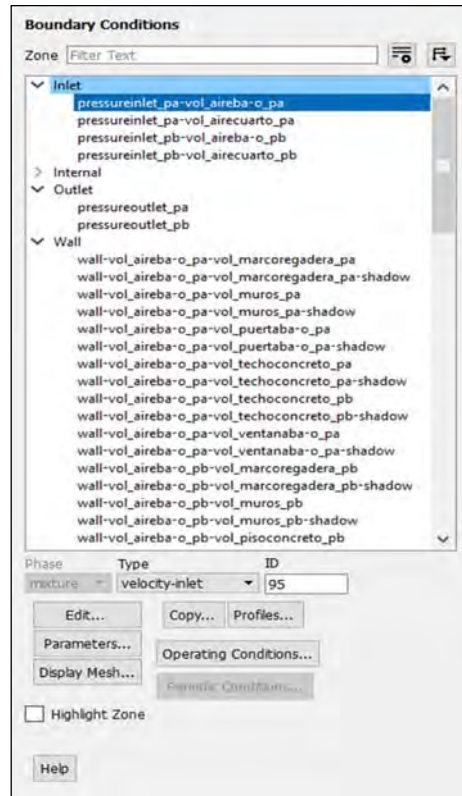 Boundary Conditions
Zone Filter Text
Inlet
pressureinlet_pa-vol_aireba-o_pa
pressureinlet_pa-vol_airecuarto_pa
pressureinlet_pb-vol_aireba-o_pb
pressureinlet_pb-vol_airecuarto_pb
Internal
Outlet
pressureoutlet_pa
pressureoutlet_pb
Wall
wall-vol_aireba-o_pa-vol_marcoregadera_pa
wall-vol_aireba-o_pa-vol_marcoregadera_pa-shadow
wall-vol_aireba-o_pa-vol_muros_pa
wall-vol_aireba-o_pa-vol_muros_pa-shadow
wall-vol_aireba-o_pa-vol_puertaba-o_pa
wall-vol_aireba-o_pa-vol_puertaba-o_pa-shadow
wall-vol_aireba-o_pa-vol_techoconcreto_pa
wall-vol_aireba-o_pa-vol_techoconcreto_pa-shadow
wall-vol_aireba-o_pa-vol_techoconcreto_pb
wall-vol_aireba-o_pa-vol_techoconcreto_pb-shadow
wall-vol_aireba-o_pa-vol_ventanaba-o_pa
wall-vol_aireba-o_pa-vol_ventanaba-o_pa-shadow
wall-vol_aireba-o_pb-vol_marcoregadera_pb
wall-vol_aireba-o_pb-vol_marcoregadera_pb-shadow
wall-vol_aireba-o_pb-vol_muros_pb
wall-vol_aireba-o_pb-vol_muros_pb-shadow
wall-vol_aireba-o_pb-vol_pisoconcreto_pb
Phase Type ID
mixture velocity-inlet 95
Edit... Copy... Profiles...
Parameters... Operating Conditions...
Display Mesh... Periodic Conditions...
Highlight Zone
Help